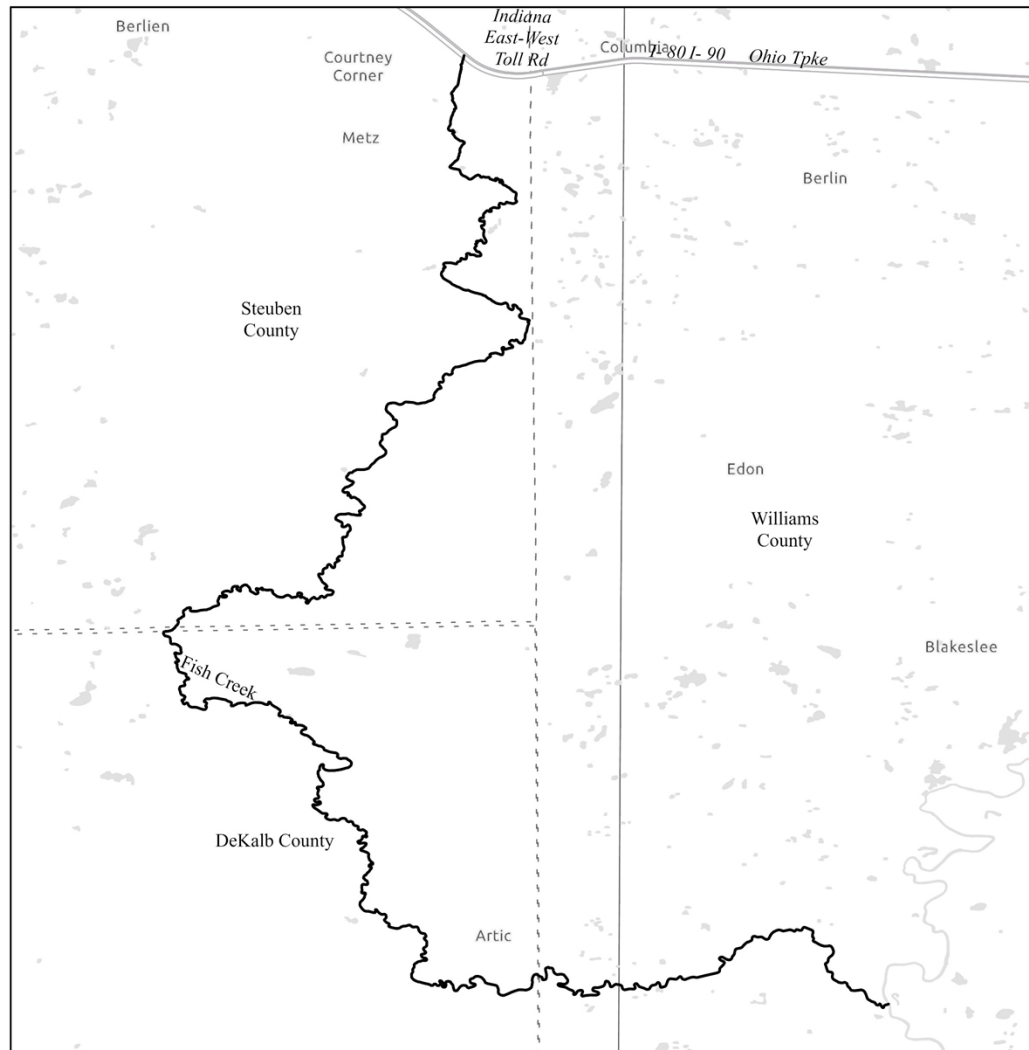 Berlien
Indiana
East-West
Toll Rd
Columbia
I- 80 I- 90 Ohio Tpke
Courtney
Corner
Metz
Berlin
Steuben
County
Edon
Williams
County
Blakeslee
Fish Creek
DeKalb County
Artic